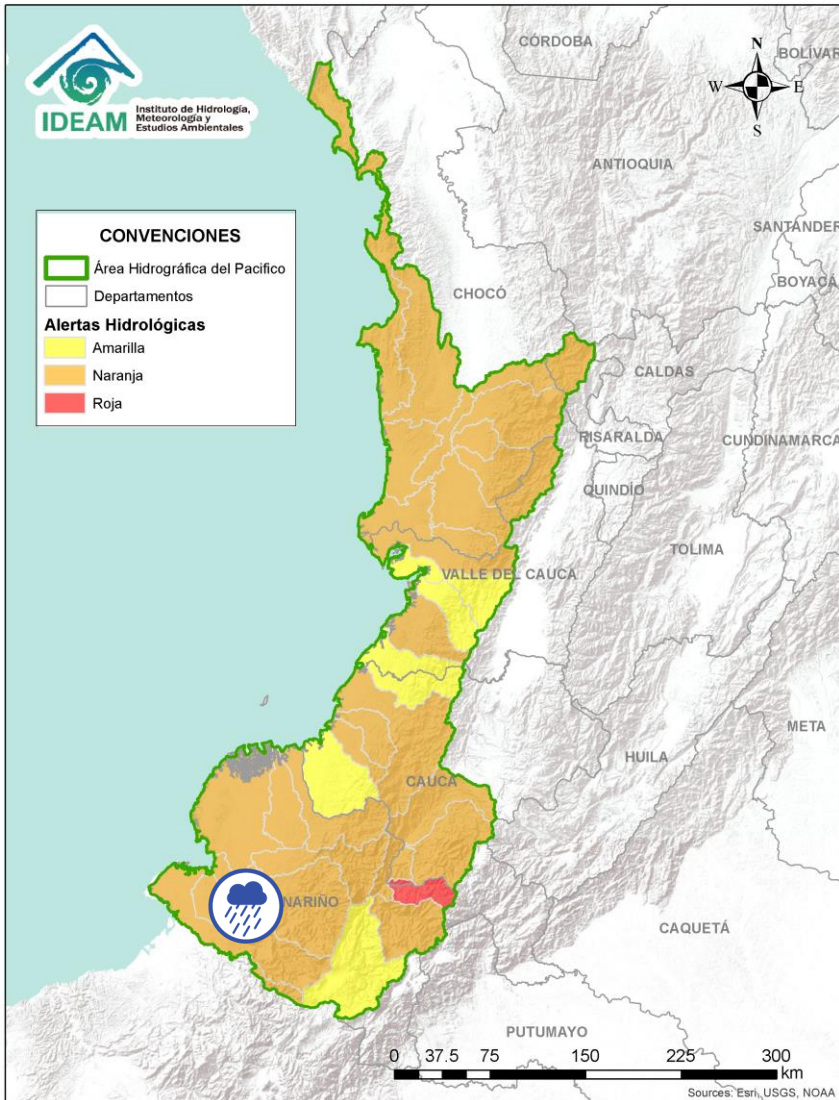 CÓRDOBA
BOLÍVAR
N
W E
S
IDEAM Instituto de Hidrología,
Meteorología y
Estudios Ambientales
ANTIOQUIA
SANTANDER
BOYACÁ
CONVENCIONES
Área Hidrográfica del Pacifico
Departamentos
Alertas Hidrológicas
Amarilla
Naranja
Roja
CHOCÓ
CALDAS
RISARALDA
CUNDINAMARCA
QUINDÍO
TOLIMA
VALLE DEL CAUCA
META
HUILA
CAUCA
NARIÑO
CAQUETÁ
PUTUMAYO
0 37.5 75 150 225 300
km
Sources: Esri, USGS, NOAA